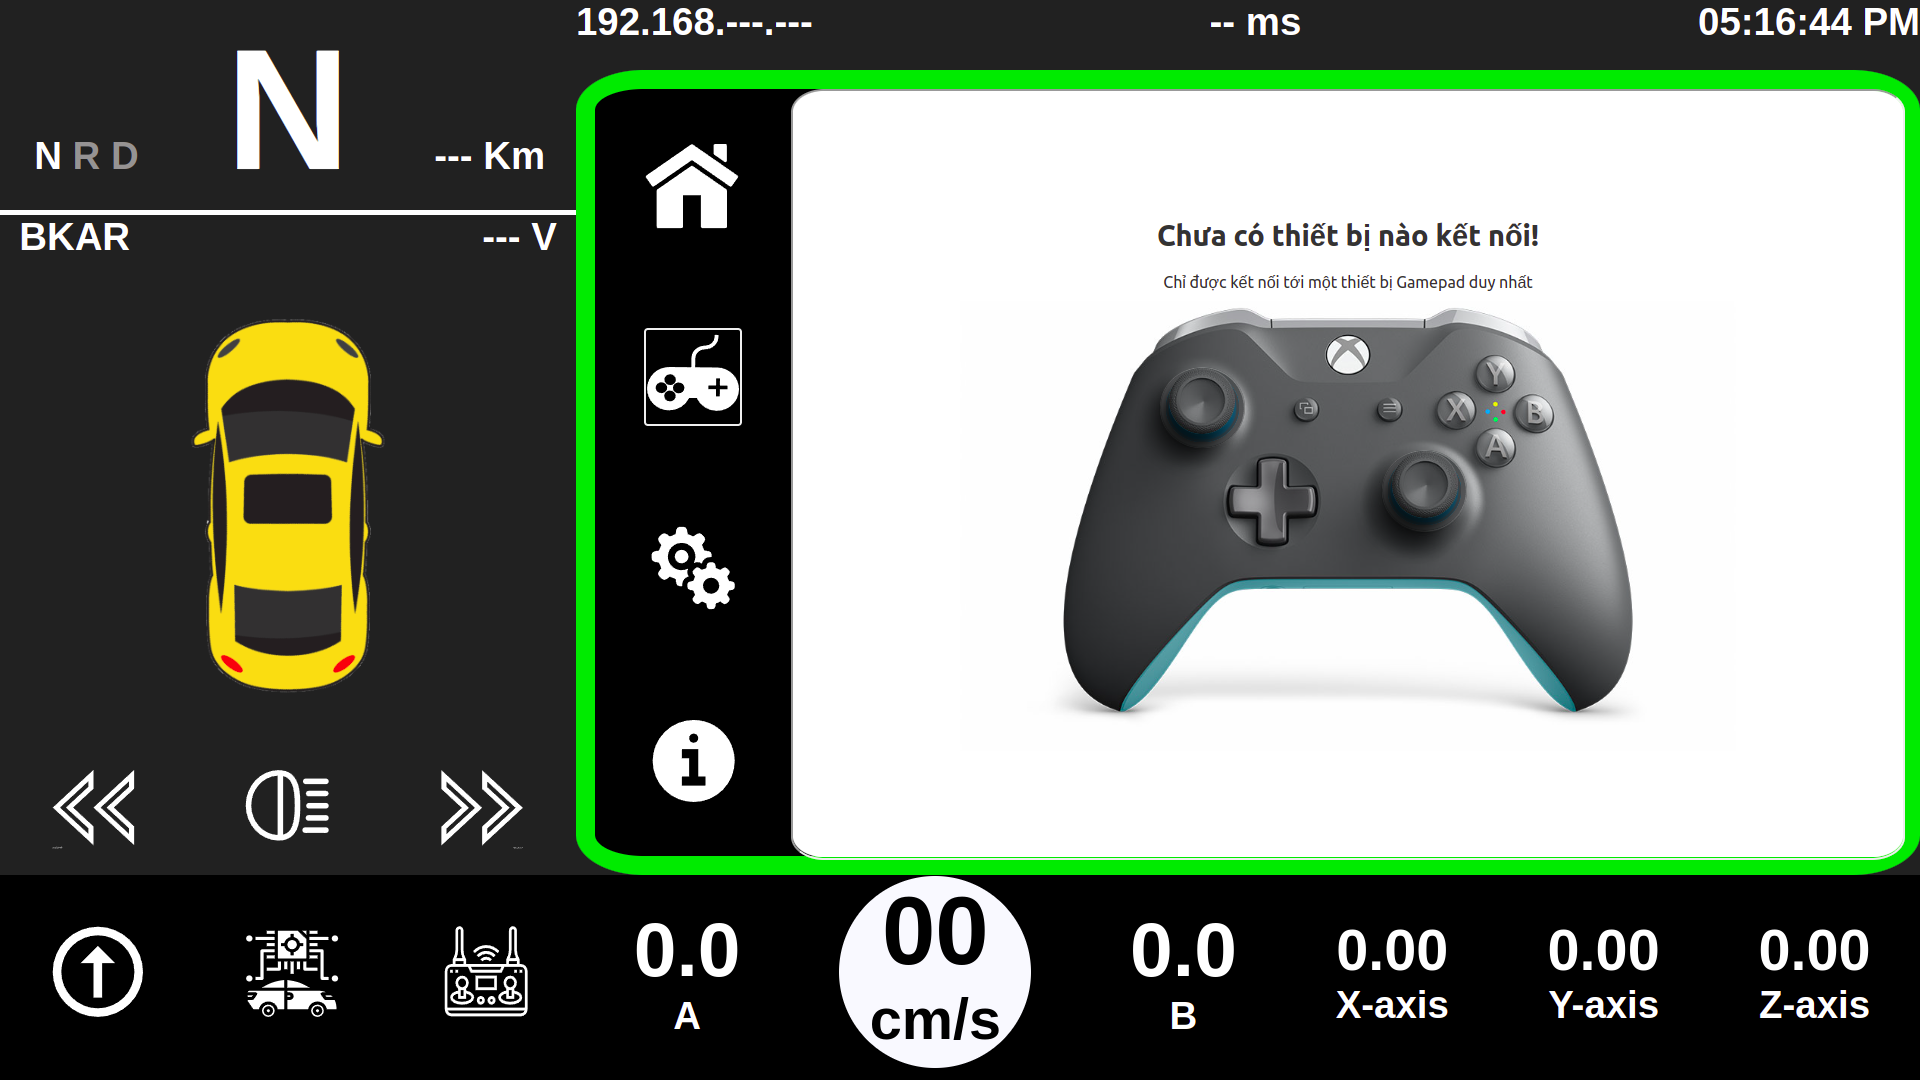 192.168.---.--- -- ms 05:16:44 PM
N
N R D --- Km
BKAR --- V
Chưa có thiết bị nào kết nối!
Chỉ được kết nối tới một thiết bị Gamepad duy nhất
Y
X B
A
00
0.0 0.0 0.00 0.00 0.00
A cm/s B X-axis Y-axis Z-axis